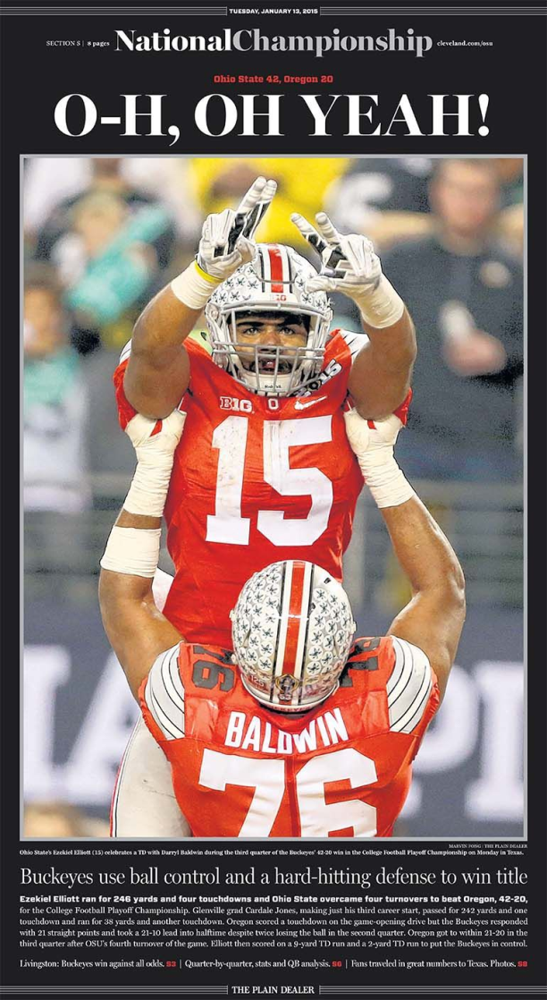 TUESDAY, JANUARY 13, 2015
SECTION S | 8 pages NationalChampionship cleveland.com/osu
Ohio State 42, Oregon 20
O-H, OH YEAH!
B1G
Riddell
2015
B1G O
15
76 76
BALDWIN
76
MARVIN FONG / THE PLAIN DEALER
Ohio State's Ezekiel Elliott (15) celebrates a TD with Darryl Baldwin during the third quarter of the Buckeyes' 42-20 win in the College Football Playoff Championship on Monday in Texas.
Buckeyes use ball control and a hard-hitting defense to win title
Ezekiel Elliott ran for 246 yards and four touchdowns and Ohio State overcame four turnovers to beat Oregon, 42-20,
for the College Football Playoff Championship. Glenville grad Cardale Jones, making just his third career start, passed for 242 yards and one
touchdown and ran for 38 yards and another touchdown. Oregon scored a touchdown on the game-opening drive but the Buckeyes responded
with 21 straight points and took a 21-10 lead into halftime despite twice losing the ball in the second quarter. Oregon got to within 21-20 in the
third quarter after OSU's fourth turnover of the game. Elliott then scored on a 9-yard TD run and a 2-yard TD run to put the Buckeyes in control.
Livingston: Buckeyes win against all odds. S3 | Quarter-by-quarter, stats and QB analysis. S6 | Fans traveled in great numbers to Texas. Photos. S8
THE PLAIN DEALER